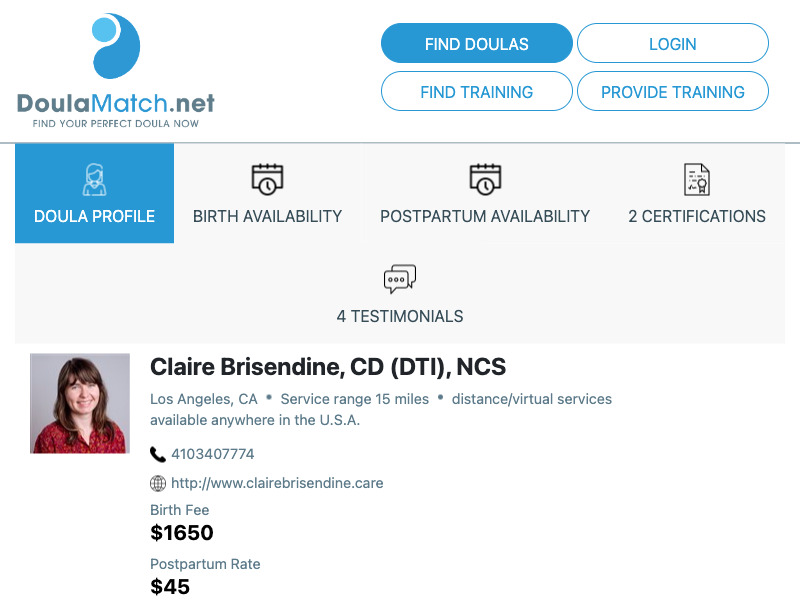 DoulaMatch.net
FIND YOUR PERFECT DOULA NOW
FIND DOULAS
LOGIN
FIND TRAINING
PROVIDE TRAINING
DOULA PROFILE
BIRTH AVAILABILITY
POSTPARTUM AVAILABILITY
2 CERTIFICATIONS
4 TESTIMONIALS
Claire Brisendine, CD (DTI), NCS
Los Angeles, CA • Service range 15 miles • distance/virtual services
available anywhere in the U.S.A.
4103407774
http://www.clairebrisendine.care
Birth Fee
$1650
Postpartum Rate
$45